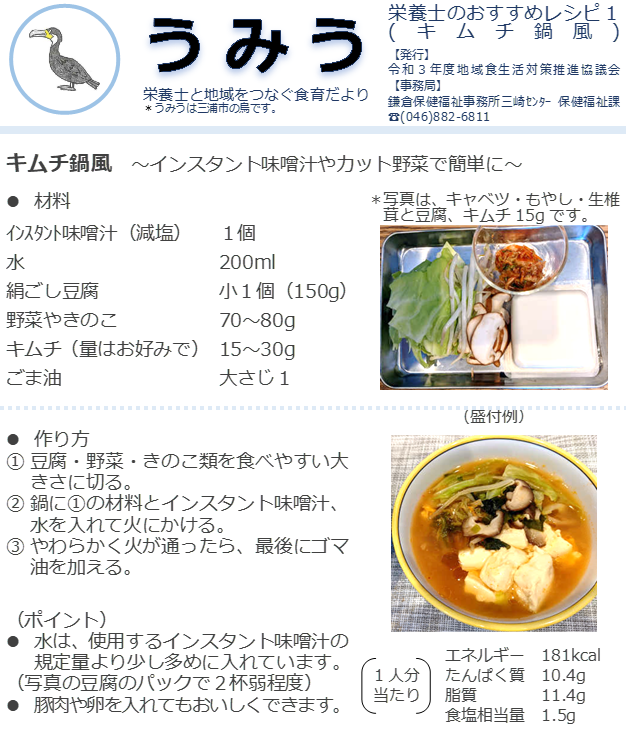 うみう
栄養士と地域をつなぐ食育だより
＊うみうは三浦市の鳥です。
栄養士のおすすめレシピ１
(キムチ鍋風)
【発行】
令和３年度地域食生活対策推進協議会
【事務局】
鎌倉保健福祉事務所三崎ｾﾝﾀｰ 保健福祉課
☎(046)882-6811
キムチ鍋風　～インスタント味噌汁やカット野菜で簡単に～
● 材料
ｲﾝｽﾀﾝﾄ味噌汁（減塩）　１個
水　200ml
絹ごし豆腐　小１個（150g）
野菜やきのこ　70～80g
キムチ（量はお好みで）　15～30g
ごま油　大さじ１
＊写真は、キャベツ・もやし・生椎
茸と豆腐、キムチ 15g です。
● 作り方
① 豆腐・野菜・きのこ類を食べやすい大
きさに切る。
② 鍋に①の材料とインスタント味噌汁、
水を入れて火にかける。
③ やわらかく火が通ったら、最後にゴマ
油を加える。
（盛付例）
（ポイント）
● 水は、使用するインスタント味噌汁の
規定量より少し多めに入れています。
（写真の豆腐のパックで２杯弱程度）
● 豚肉や卵を入れてもおいしくできます。
１人分
当たり
エネルギー　181kcal
たんぱく質　10.4g
脂質　11.4g
食塩相当量　1.5g